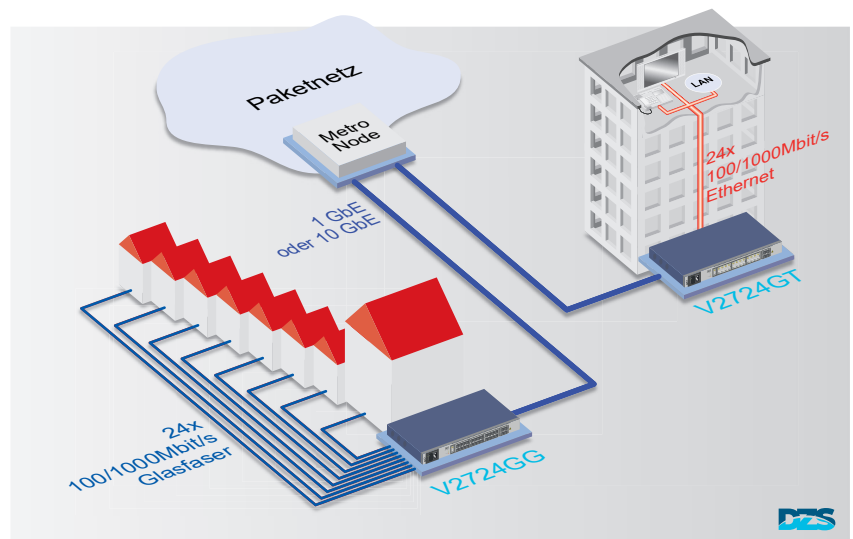 Paketnetz
Metro
Node
LAN
24x
100/1000Mbit/s
Ethernet
1 GbE
oder 10 GbE
V2724GT
24x
100/1000Mbit/s
Glasfaser
V2724GG
DZS